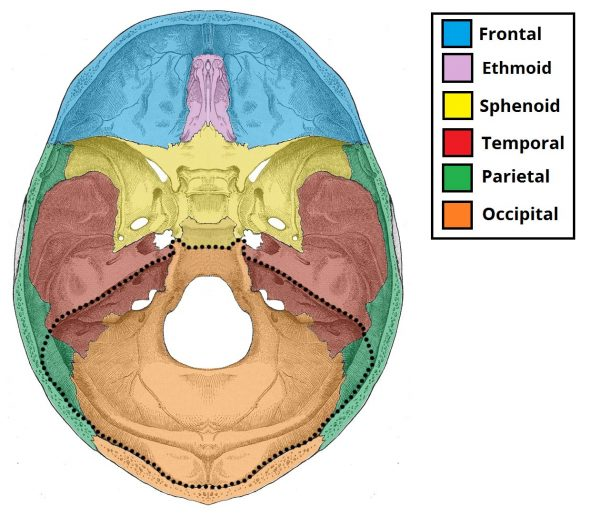 Frontal
Ethmoid
Sphenoid
Temporal
Parietal
Occipital